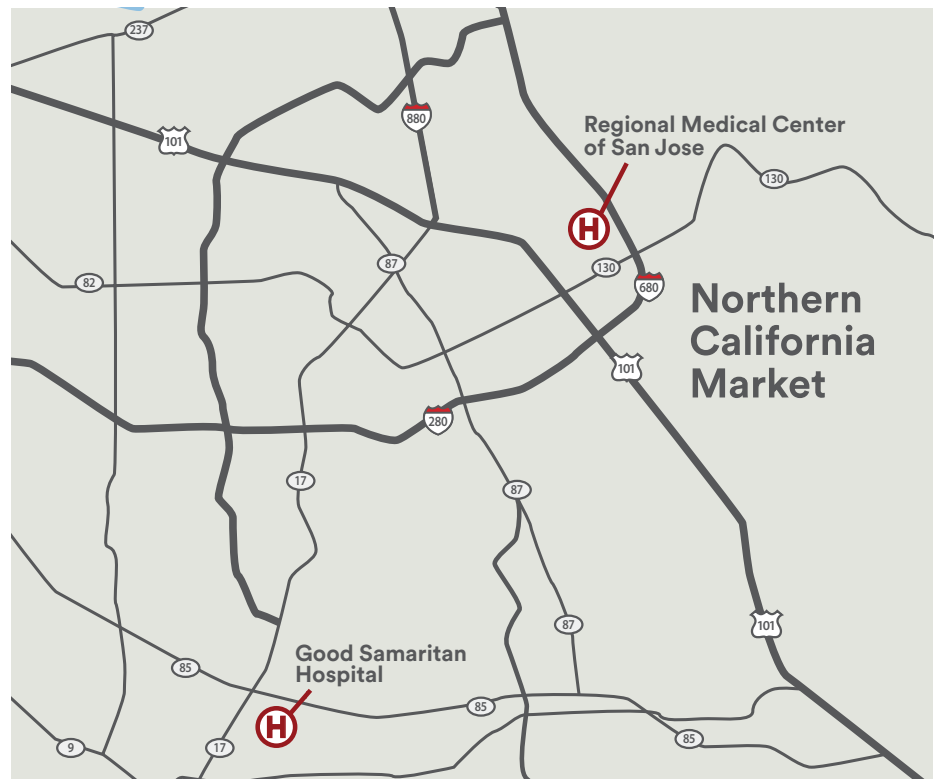 237
880
101
Regional Medical Center
of San Jose
130
87
130
82
680
Northern
California
Market
101
280
17
87
87
101
Good Samaritan
Hospital
85
85
H
H
9
17
85